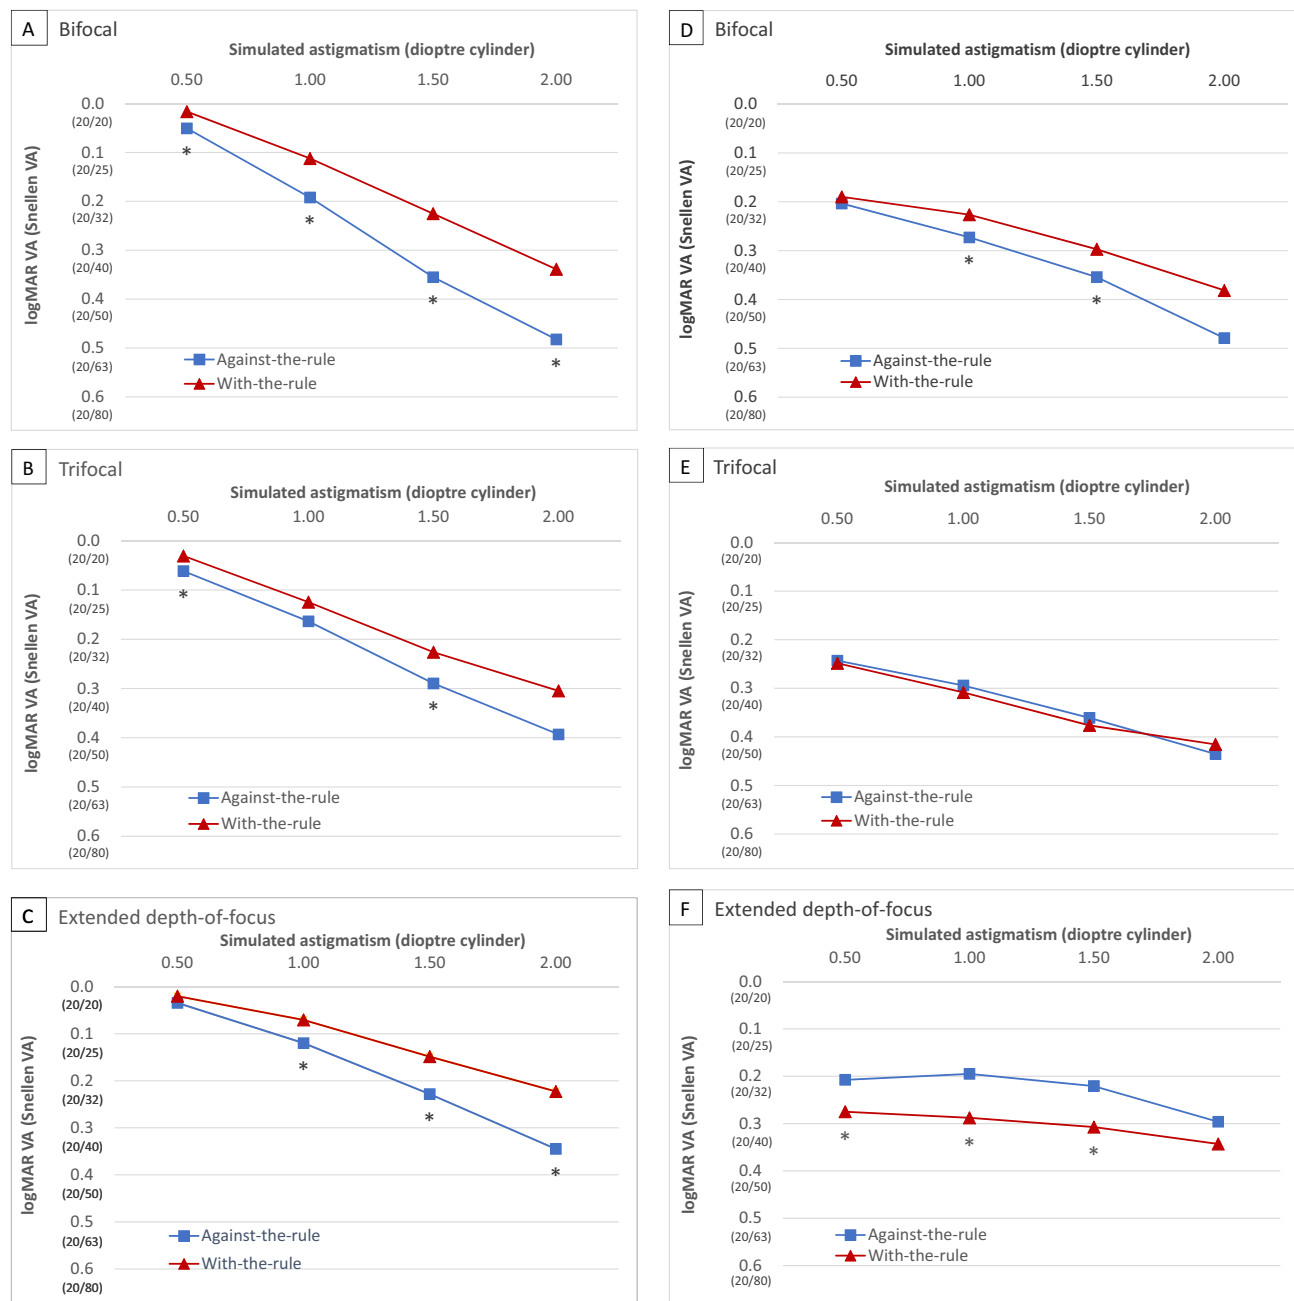 A Bifocal
Simulated astigmatism (dioptre cylinder)
0.50 1.00 1.50 2.00
logMAR VA (Snellen VA)
0.0
(20/20)
0.1
(20/25)
*
0.2
(20/32)
*
0.3
(20/40)
*
0.4
(20/50)
0.5
(20/63)
*
0.6
(20/80)
Against-the-rule
With-the-rule
D Bifocal
Simulated astigmatism (dioptre cylinder)
0.50 1.00 1.50 2.00
logMAR VA (Snellen VA)
0.0
(20/20)
0.1
(20/25)
0.2
(20/32)
0.3
(20/40)
*
0.4
(20/50)
*
0.5
(20/63)
0.6
(20/80)
Against-the-rule
With-the-rule
B Trifocal
Simulated astigmatism (dioptre cylinder)
0.50 1.00 1.50 2.00
logMAR VA (Snellen VA)
0.0
(20/20)
0.1
(20/25)
*
0.2
(20/32)
0.3
(20/40)
*
0.4
(20/50)
0.5
(20/63)
0.6
(20/80)
Against-the-rule
With-the-rule
E Trifocal
Simulated astigmatism (dioptre cylinder)
0.50 1.00 1.50 2.00
logMAR VA (Snellen VA)
0.0
(20/20)
0.1
(20/25)
0.2
(20/32)
0.3
(20/40)
0.4
(20/50)
0.5
(20/63)
0.6
(20/80)
Against-the-rule
With-the-rule
C Extended depth-of-focus
Simulated astigmatism (dioptre cylinder)
0.50 1.00 1.50 2.00
logMAR VA (Snellen VA)
0.0
(20/20)
0.1
(20/25)
*
0.2
(20/32)
*
0.3
(20/40)
0.4
(20/50)
*
0.5
(20/63)
0.6
(20/80)
Against-the-rule
With-the-rule
F Extended depth-of-focus
Simulated astigmatism (dioptre cylinder)
0.50 1.00 1.50 2.00
logMAR VA (Snellen VA)
0.0
(20/20)
0.1
(20/25)
0.2
(20/32)
0.3
(20/40)
* * *
0.4
(20/50)
0.5
(20/63)
0.6
(20/80)
Against-the-rule
With-the-rule